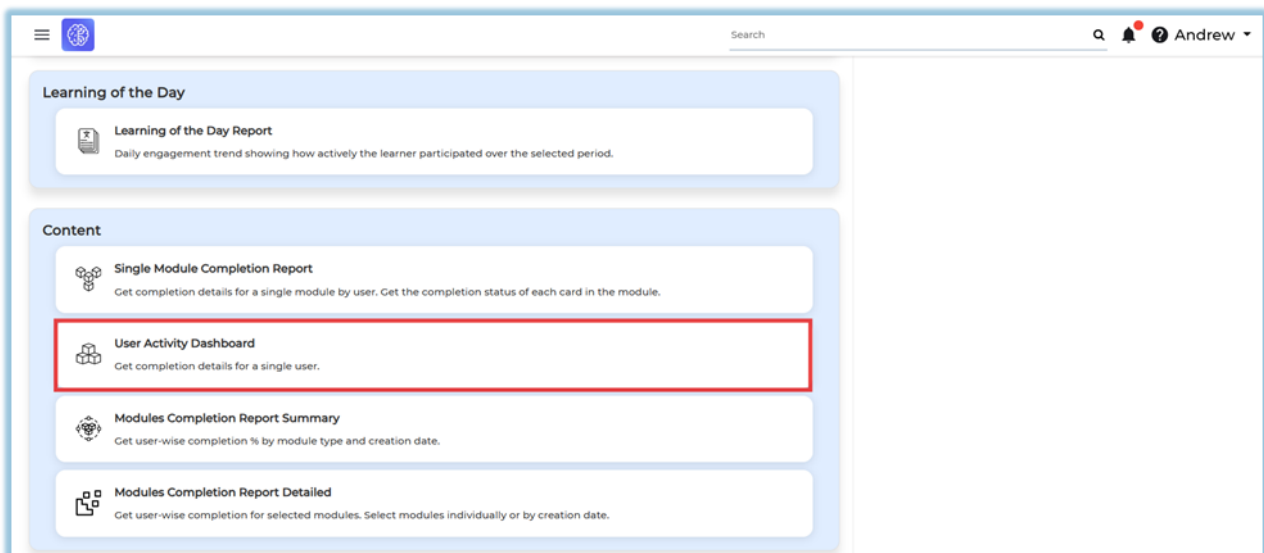 Search
Andrew
Learning of the Day
Learning of the Day Report
Daily engagement trend showing how actively the learner participated over the selected period.
Content
Single Module Completion Report
Get completion details for a single module by user. Get the completion status of each card in the module.
User Activity Dashboard
Get completion details for a single user.
Modules Completion Report Summary
Get user-wise completion % by module type and creation date.
Modules Completion Report Detailed
Get user-wise completion for selected modules. Select modules individually or by creation date.